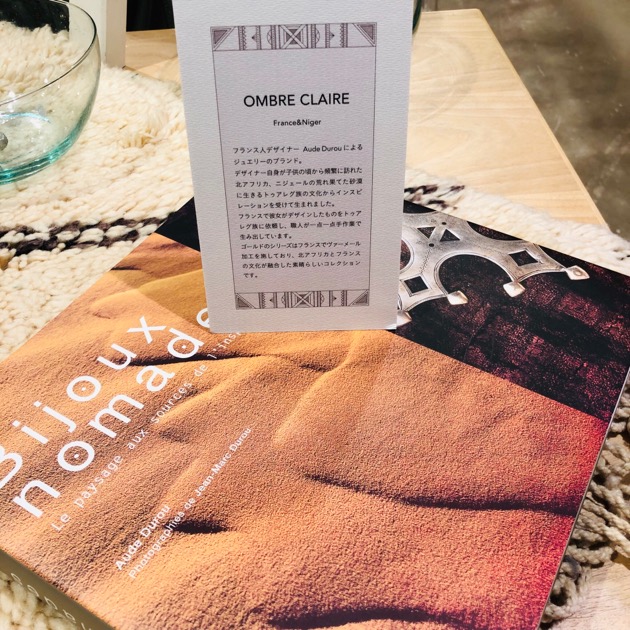 OMBRE CLAIRE
France&Niger
フランス人デザイナー Aude Durou による
ジュエリーのブランド。
デザイナー自身が子供の頃から頻繁に訪れた
北アフリカ、ニジェールの荒れ果てた砂漠
に生きるトゥアレグ族の文化からインスピ
レーションを受けて生まれました。
フランスで彼女がデザインしたものをトゥア
レグ族に依頼し、職人が一点一点手作業で
生み出しています。
ゴールドのシリーズはフランスでヴァーメール
加工を施しており、北アフリカとフランス
の文化が融合した素晴らしいコレクション
です。
Bijoux
nomade
Le paysage aux sources de l'insp
Aude Durou
Photographies de Jean-Marc Durou